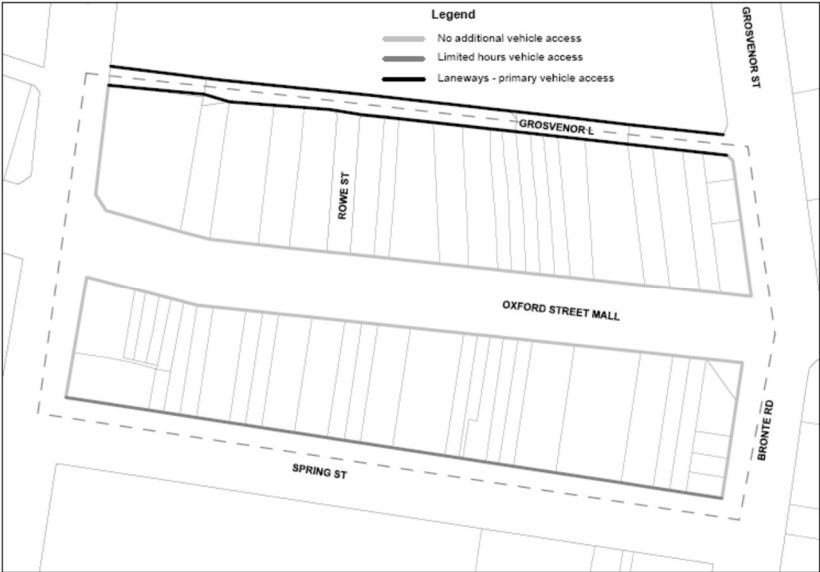 Legend
No additional vehicle access
Limited hours vehicle access
Laneways - primary vehicle access
GROSVENOR ST
GROSVENOR L
ROWE ST
OXFORD STREET MALL
BRONTE RD
SPRING ST